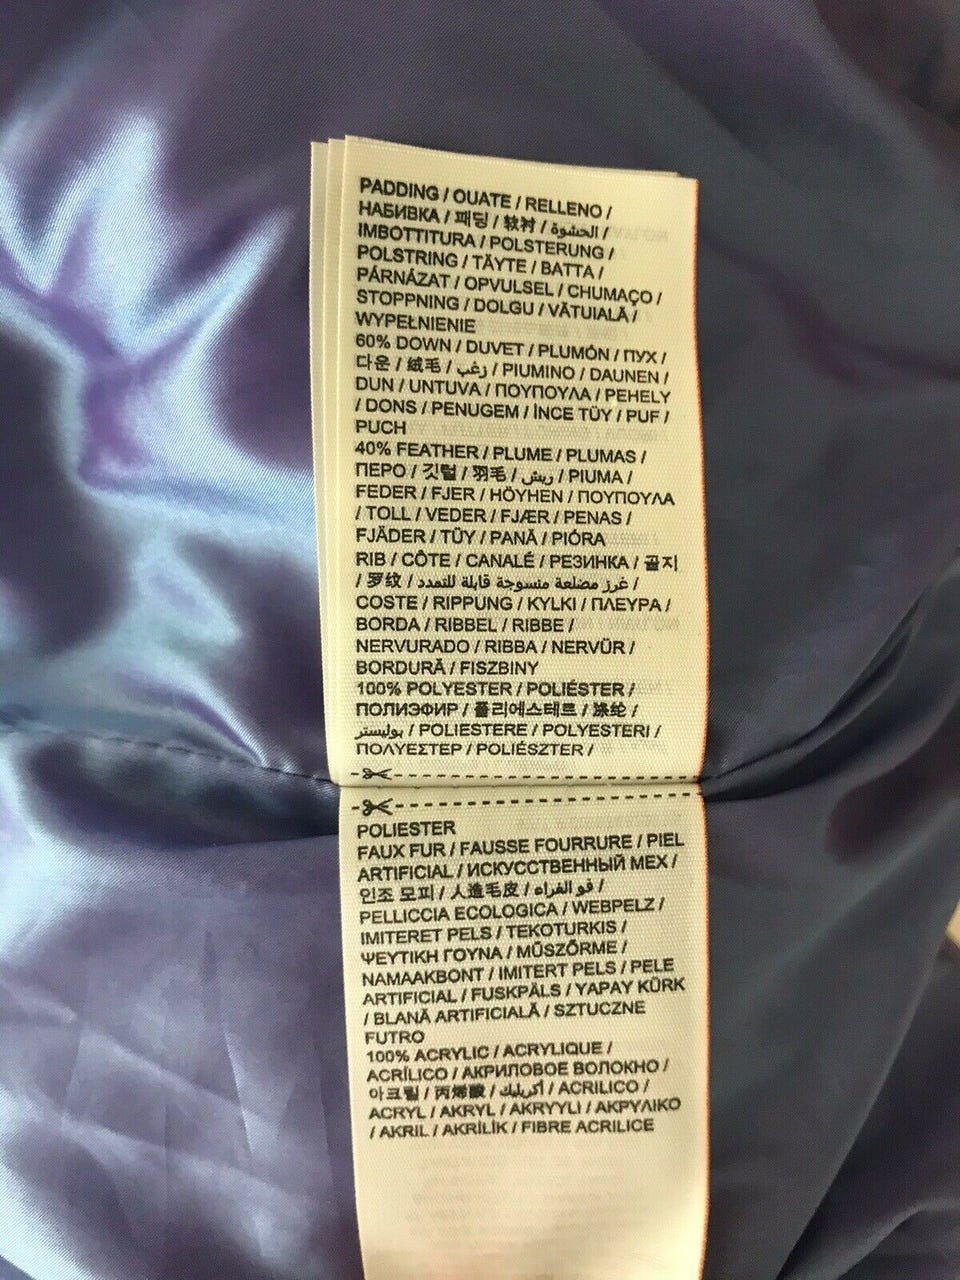 PADDING / OUATE / RELLENO /
НАБИВКА / 패딩 / 软衬 / الحشوة /
IMBOTTITURA / POLSTERUNG /
POLSTRING / TÄYTE / BATTA /
PÁRNÁZAT / OPVULSEL / CHUMAÇO /
STOPPNING / DOLGU / VĂTUIALĂ /
WYPEŁNIENIE
60% DOWN / DUVET / PLUMÓN / ПУХ /
다운 / 绒毛 / زغب / PIUMINO / DAUNEN /
DUN / UNTUVA / ΠΟΥΠΟΥΛΑ / PEHELY
/ DONS / PENUGEM / İNCE TÜY / PUF /
PUCH
40% FEATHER / PLUME / PLUMAS /
ПЕРО / 깃털 / 羽毛 / ريش / PIUMA /
FEDER / FJER / HÖYHEN / ΠΟΥΠΟΥΛΑ
/ TOLL / VEDER / FJÆR / PENAS /
FJÄDER / TÜY / PANĂ / PIÓRA
RIB / CÔTE / CANALÉ / РЕЗИНКА / 골지
/ 罗纹 / غرز مضلعة منسوجة قابلة للتمدد /
COSTE / RIPPUNG / KYLKI / ΠΛΕΥΡΑ /
BORDA / RIBBEL / RIBBE /
NERVURADO / RIBBA / NERVÜR /
BORDURĂ / FISZBINY
100% POLYESTER / POLIÉSTER /
ПОЛИЭФИР / 폴리에스테르 / 涤纶 /
بوليستر / POLIESTERE / POLYESTERI /
ΠΟΛΥΕΣΤΕΡ / POLIÉSZTER /
POLIESTER
FAUX FUR / FAUSSE FOURRURE / PIEL
ARTIFICIAL / ИСКУССТВЕННЫЙ МЕХ /
인조 모피 / 人造毛皮 / فو الفراء /
PELLICCIA ECOLOGICA / WEBPELZ /
IMITERET PELS / TEKOTURKIS /
ΨΕΥΤΙΚΗ ΓΟΥΝΑ / MŰSZŐRME /
NAMAAKBONT / IMITERT PELS / PELE
ARTIFICIAL / FUSKPÄLS / YAPAY KÜRK
/ BLANĂ ARTIFICIALĂ / SZTUCZNE
FUTRO
100% ACRYLIC / ACRYLIQUE /
ACRÍLICO / АКРИЛОВОЕ ВОЛОКНО /
아크릴 / 丙烯酸 / أكريليك / ACRILICO /
ACRYL / AKRYL / AKRYYLI / ΑΚΡΥΛΙΚΟ
/ AKRIL / AKRİLİK / FIBRE ACRILICE